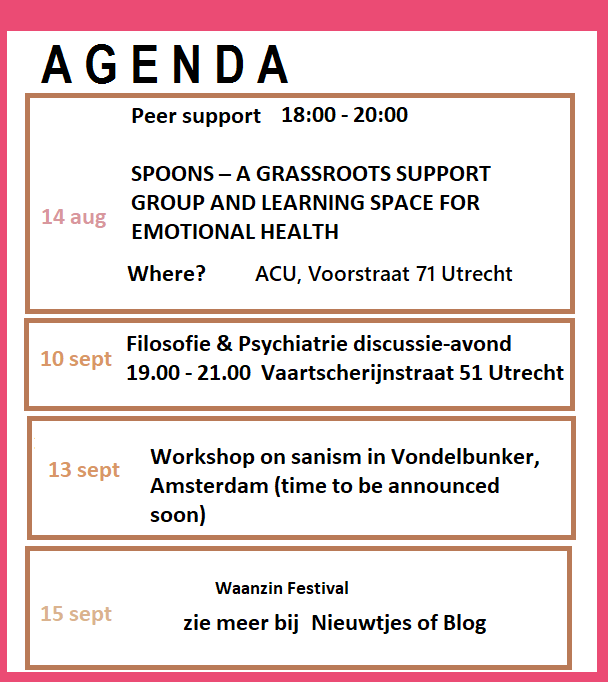 AGENDA
Peer support 18:00 - 20:00
14 aug
SPOONS – A GRASSROOTS SUPPORT
GROUP AND LEARNING SPACE FOR
EMOTIONAL HEALTH
Where? ACU, Voorstraat 71 Utrecht
10 sept
Filosofie & Psychiatrie discussie-avond
19.00 - 21.00 Vaartscherijnstraat 51 Utrecht
13 sept
Workshop on sanism in Vondelbunker,
Amsterdam (time to be announced
soon)
15 sept
Waanzin Festival
zie meer bij Nieuwtjes of Blog